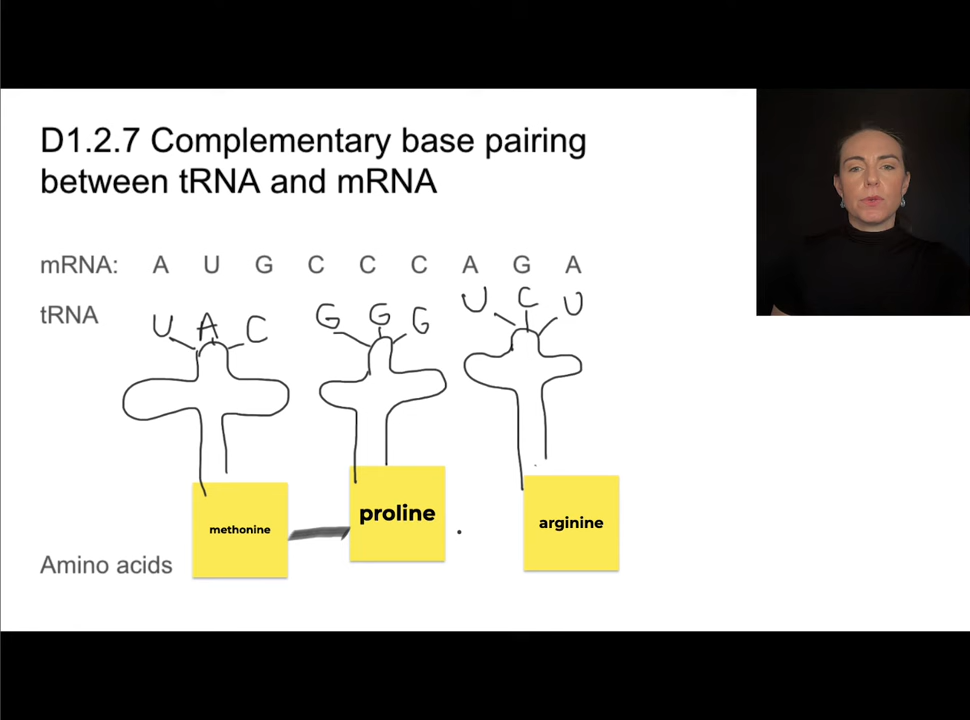 D1.2.7 Complementary base pairing
between tRNA and mRNA
mRNA: A U G C C C A G A
tRNA U A C G G G U C U
methonine proline arginine
Amino acids